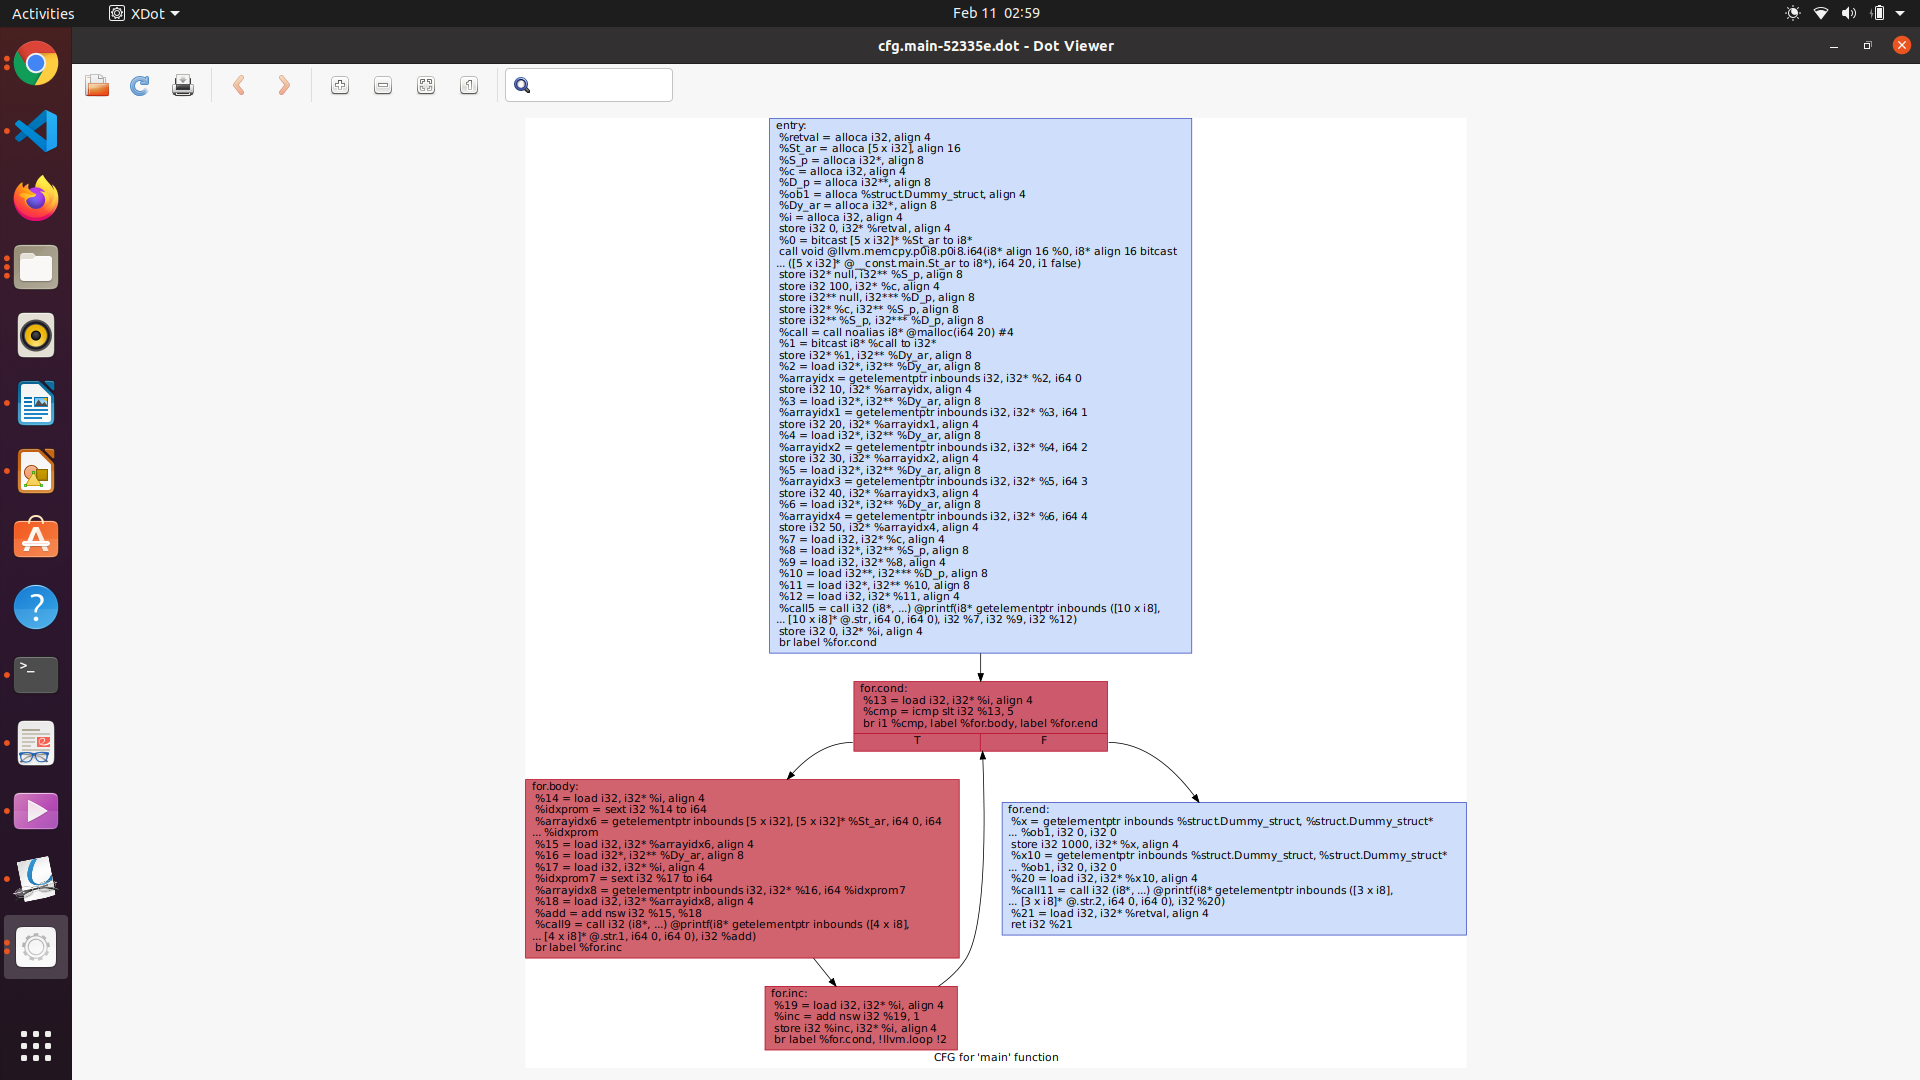 Activities
XDot
Feb 11 02:59
cfg.main-52335e.dot - Dot Viewer
entry:
%retval = alloca i32, align 4
%St_ar = alloca [5 x i32], align 16
%S_p = alloca i32*, align 8
%c = alloca i32, align 4
%D_p = alloca i32**, align 8
%ob1 = alloca %struct.Dummy_struct, align 4
%Dy_ar = alloca i32*, align 8
%i = alloca i32, align 4
store i32 0, i32* %retval, align 4
%0 = bitcast [5 x i32]* %St_ar to i8*
call void @llvm.memcpy.p0i8.p0i8.i64(i8* align 16 %0, i8* align 16 bitcast
... ([5 x i32]* @__const.main.St_ar to i8*), i64 20, i1 false)
store i32* null, i32** %S_p, align 8
store i32 100, i32* %c, align 4
store i32** null, i32*** %D_p, align 8
store i32* %c, i32** %S_p, align 8
store i32** %S_p, i32*** %D_p, align 8
%call = call noalias i8* @malloc(i64 20) #4
%1 = bitcast i8* %call to i32*
store i32* %1, i32** %Dy_ar, align 8
%2 = load i32*, i32** %Dy_ar, align 8
%arrayidx = getelementptr inbounds i32, i32* %2, i64 0
store i32 10, i32* %arrayidx, align 4
%3 = load i32*, i32** %Dy_ar, align 8
%arrayidx1 = getelementptr inbounds i32, i32* %3, i64 1
store i32 20, i32* %arrayidx1, align 4
%4 = load i32*, i32** %Dy_ar, align 8
%arrayidx2 = getelementptr inbounds i32, i32* %4, i64 2
store i32 30, i32* %arrayidx2, align 4
%5 = load i32*, i32** %Dy_ar, align 8
%arrayidx3 = getelementptr inbounds i32, i32* %5, i64 3
store i32 40, i32* %arrayidx3, align 4
%6 = load i32*, i32** %Dy_ar, align 8
%arrayidx4 = getelementptr inbounds i32, i32* %6, i64 4
store i32 50, i32* %arrayidx4, align 4
%7 = load i32, i32* %c, align 4
%8 = load i32*, i32** %S_p, align 8
%9 = load i32, i32* %8, align 4
%10 = load i32**, i32*** %D_p, align 8
%11 = load i32*, i32** %10, align 8
%12 = load i32, i32* %11, align 4
%call5 = call i32 (i8*, ...) @printf(i8* getelementptr inbounds ([10 x i8],
... [10 x i8]* @.str, i64 0, i64 0), i32 %7, i32 %9, i32 %12)
store i32 0, i32* %i, align 4
br label %for.cond
for.cond:
%13 = load i32, i32* %i, align 4
%cmp = icmp slt i32 %13, 5
br i1 %cmp, label %for.body, label %for.end
T
F
for.body:
%14 = load i32, i32* %i, align 4
%idxprom = sext i32 %14 to i64
%arrayidx6 = getelementptr inbounds [5 x i32], [5 x i32]* %St_ar, i64 0, i64
... %idxprom
%15 = load i32, i32* %arrayidx6, align 4
%16 = load i32*, i32** %Dy_ar, align 8
%17 = load i32, i32* %i, align 4
%idxprom7 = sext i32 %17 to i64
%arrayidx8 = getelementptr inbounds i32, i32* %16, i64 %idxprom7
%18 = load i32, i32* %arrayidx8, align 4
%add = add nsw i32 %15, %18
%call9 = call i32 (i8*, ...) @printf(i8* getelementptr inbounds ([4 x i8],
... [4 x i8]* @.str.1, i64 0, i64 0), i32 %add)
br label %for.inc
for.end:
%x = getelementptr inbounds %struct.Dummy_struct, %struct.Dummy_struct*
... %ob1, i32 0, i32 0
store i32 1000, i32* %x, align 4
%x10 = getelementptr inbounds %struct.Dummy_struct, %struct.Dummy_struct*
... %ob1, i32 0, i32 0
%20 = load i32, i32* %x10, align 4
%call11 = call i32 (i8*, ...) @printf(i8* getelementptr inbounds ([3 x i8],
... [3 x i8]* @.str.2, i64 0, i64 0), i32 %20)
%21 = load i32, i32* %retval, align 4
ret i32 %21
for.inc:
%19 = load i32, i32* %i, align 4
%inc = add nsw i32 %19, 1
store i32 %inc, i32* %i, align 4
br label %for.cond, !llvm.loop !2
CFG for 'main' function